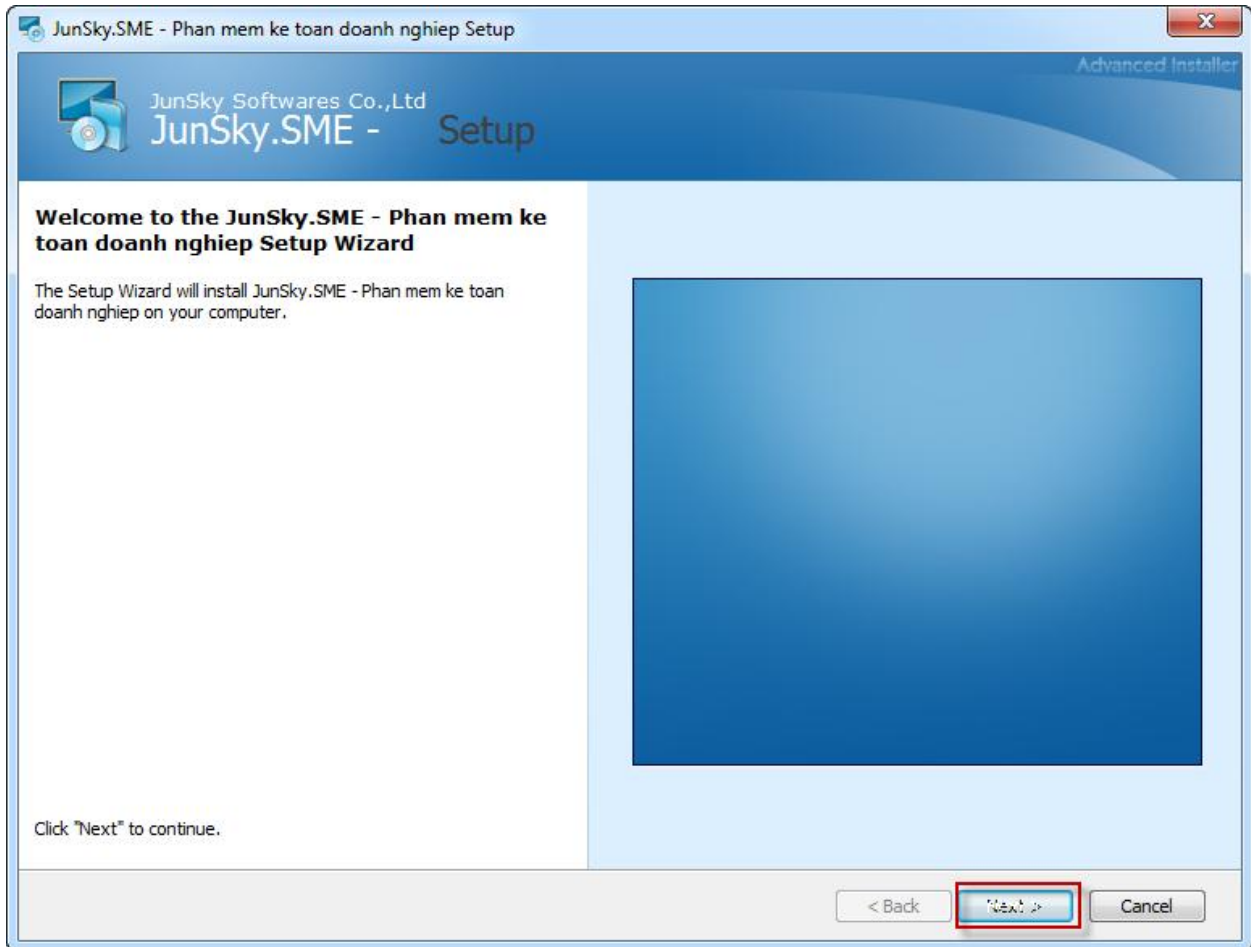 JunSky.SME - Phan mem ke toan doanh nghiep Setup
Advanced Installer
JunSky Softwares Co.,Ltd
JunSky.SME - Setup
Welcome to the JunSky.SME - Phan mem ke
toan doanh nghiep Setup Wizard
The Setup Wizard will install JunSky.SME - Phan mem ke toan
doanh nghiep on your computer.
Click "Next" to continue.
< Back
Next >
Cancel